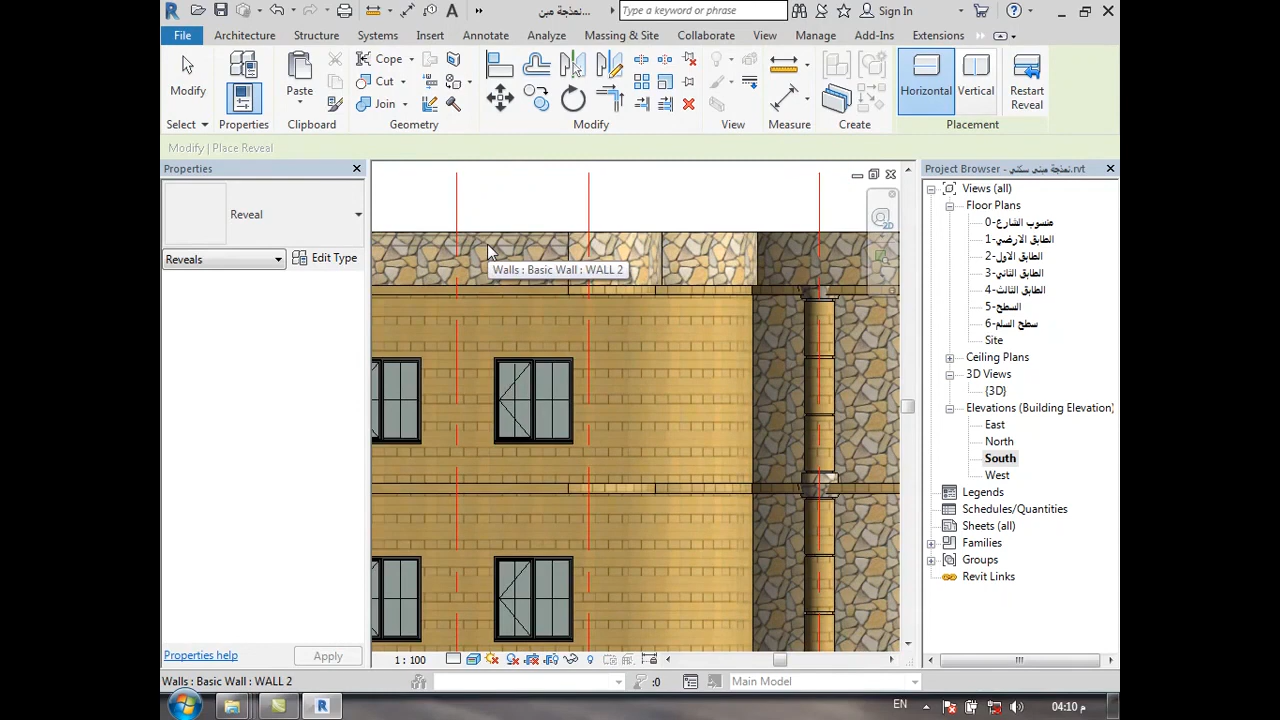 نمذجة مبن...
Type a keyword or phrase
Sign In
File
Architecture
Structure
Systems
Insert
Annotate
Analyze
Massing & Site
Collaborate
View
Manage
Add-Ins
Extensions
Modify
Select
Properties
Paste
Clipboard
Cope
Cut
Join
Geometry
Modify
View
Measure
Create
Horizontal
Vertical
Placement
Restart
Reveal
Modify | Place Reveal
Properties
Reveal
Reveals
Edit Type
Properties help
Apply
2D
Walls : Basic Wall : WALL 2
1 : 100
Project Browser - نمذجة مبنى سكني.rvt
Views (all)
Floor Plans
0-منسوب الشارع
1-الطابق الارضي
2-الطابق الاول
3-الطابق الثاني
4-الطابق الثالث
5-السطح
6-سطح السلم
Site
Ceiling Plans
3D Views
{3D}
Elevations (Building Elevation)
East
North
South
West
Legends
Schedules/Quantities
Sheets (all)
Families
Groups
Revit Links
Walls : Basic Wall : WALL 2
:0
Main Model
EN
04:10 م